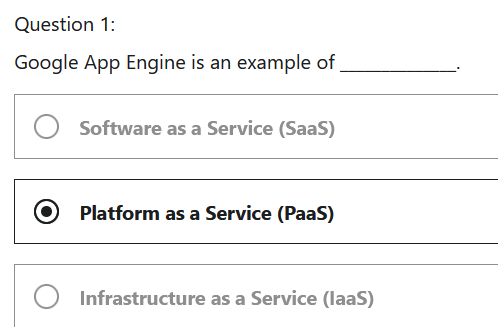 Question 1:
Google App Engine is an example of ______________.
Software as a Service (SaaS)
Platform as a Service (PaaS)
Infrastructure as a Service (IaaS)